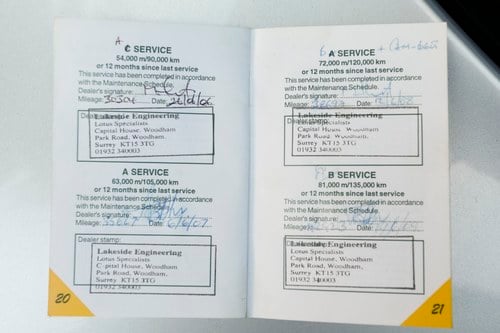 A
C SERVICE
54,000 m/90,000 km
or 12 months since last service
This service has been completed in accordance
with the Maintenance Schedule.
Dealer's signature:
Mileage: Date:
Dealer stamp:
Lakeside Engineering
Lotus Specialists
Capital House, Woodham
Park Road, Woodham,
Surrey KT15 3TG
01932 340003
A SERVICE
63,000 m/105,000 km
or 12 months since last service
This service has been completed in accordance
with the Maintenance Schedule.
Dealer's signature:
Mileage: Date:
Dealer stamp:
Lakeside Engineering
Lotus Specialists
Capital House, Woodham
Park Road, Woodham,
Surrey KT15 3TG
01932 340003
20
A SERVICE
72,000 m/120,000 km
or 12 months since last service
This service has been completed in accordance
with the Maintenance Schedule.
Dealer's signature:
Mileage: Date:
Dealer stamp:
Lakeside Engineering
Lotus Specialists
Capital House, Woodham
Park Road, Woodham,
Surrey KT15 3TG
01932 340003
B SERVICE
81,000 m/135,000 km
or 12 months since last service
This service has been completed in accordance
with the Maintenance Schedule.
Dealer's signature:
Mileage: Date:
Dealer stamp:
Lakeside Engineering
Lotus Specialists
Capital House, Woodham
Park Road, Woodham,
Surrey KT15 3TG
01932 340003
21